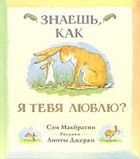 ЗНАЕШЬ, КАК
Я ТЕБЯ ЛЮБЛЮ?
Сэм Макбратни
Рисунки
Аниты Джерам